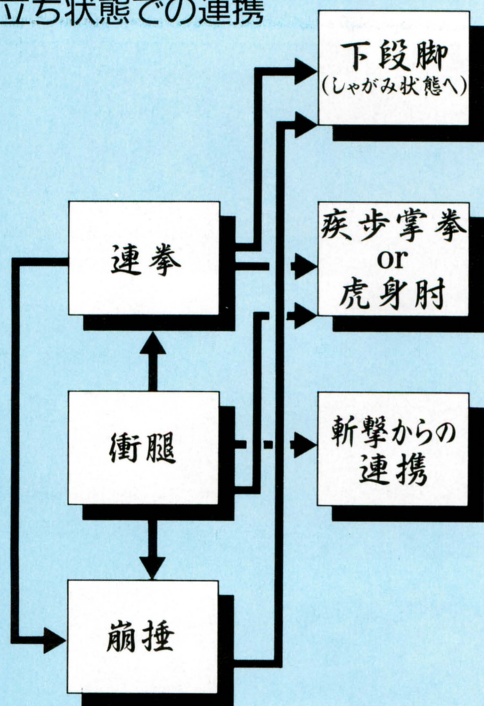 立ち状態での連携
下段脚
(しゃがみ状態へ)
連拳
疾歩掌拳
or
虎身肘
衝腿
斬撃からの
連携
崩捶